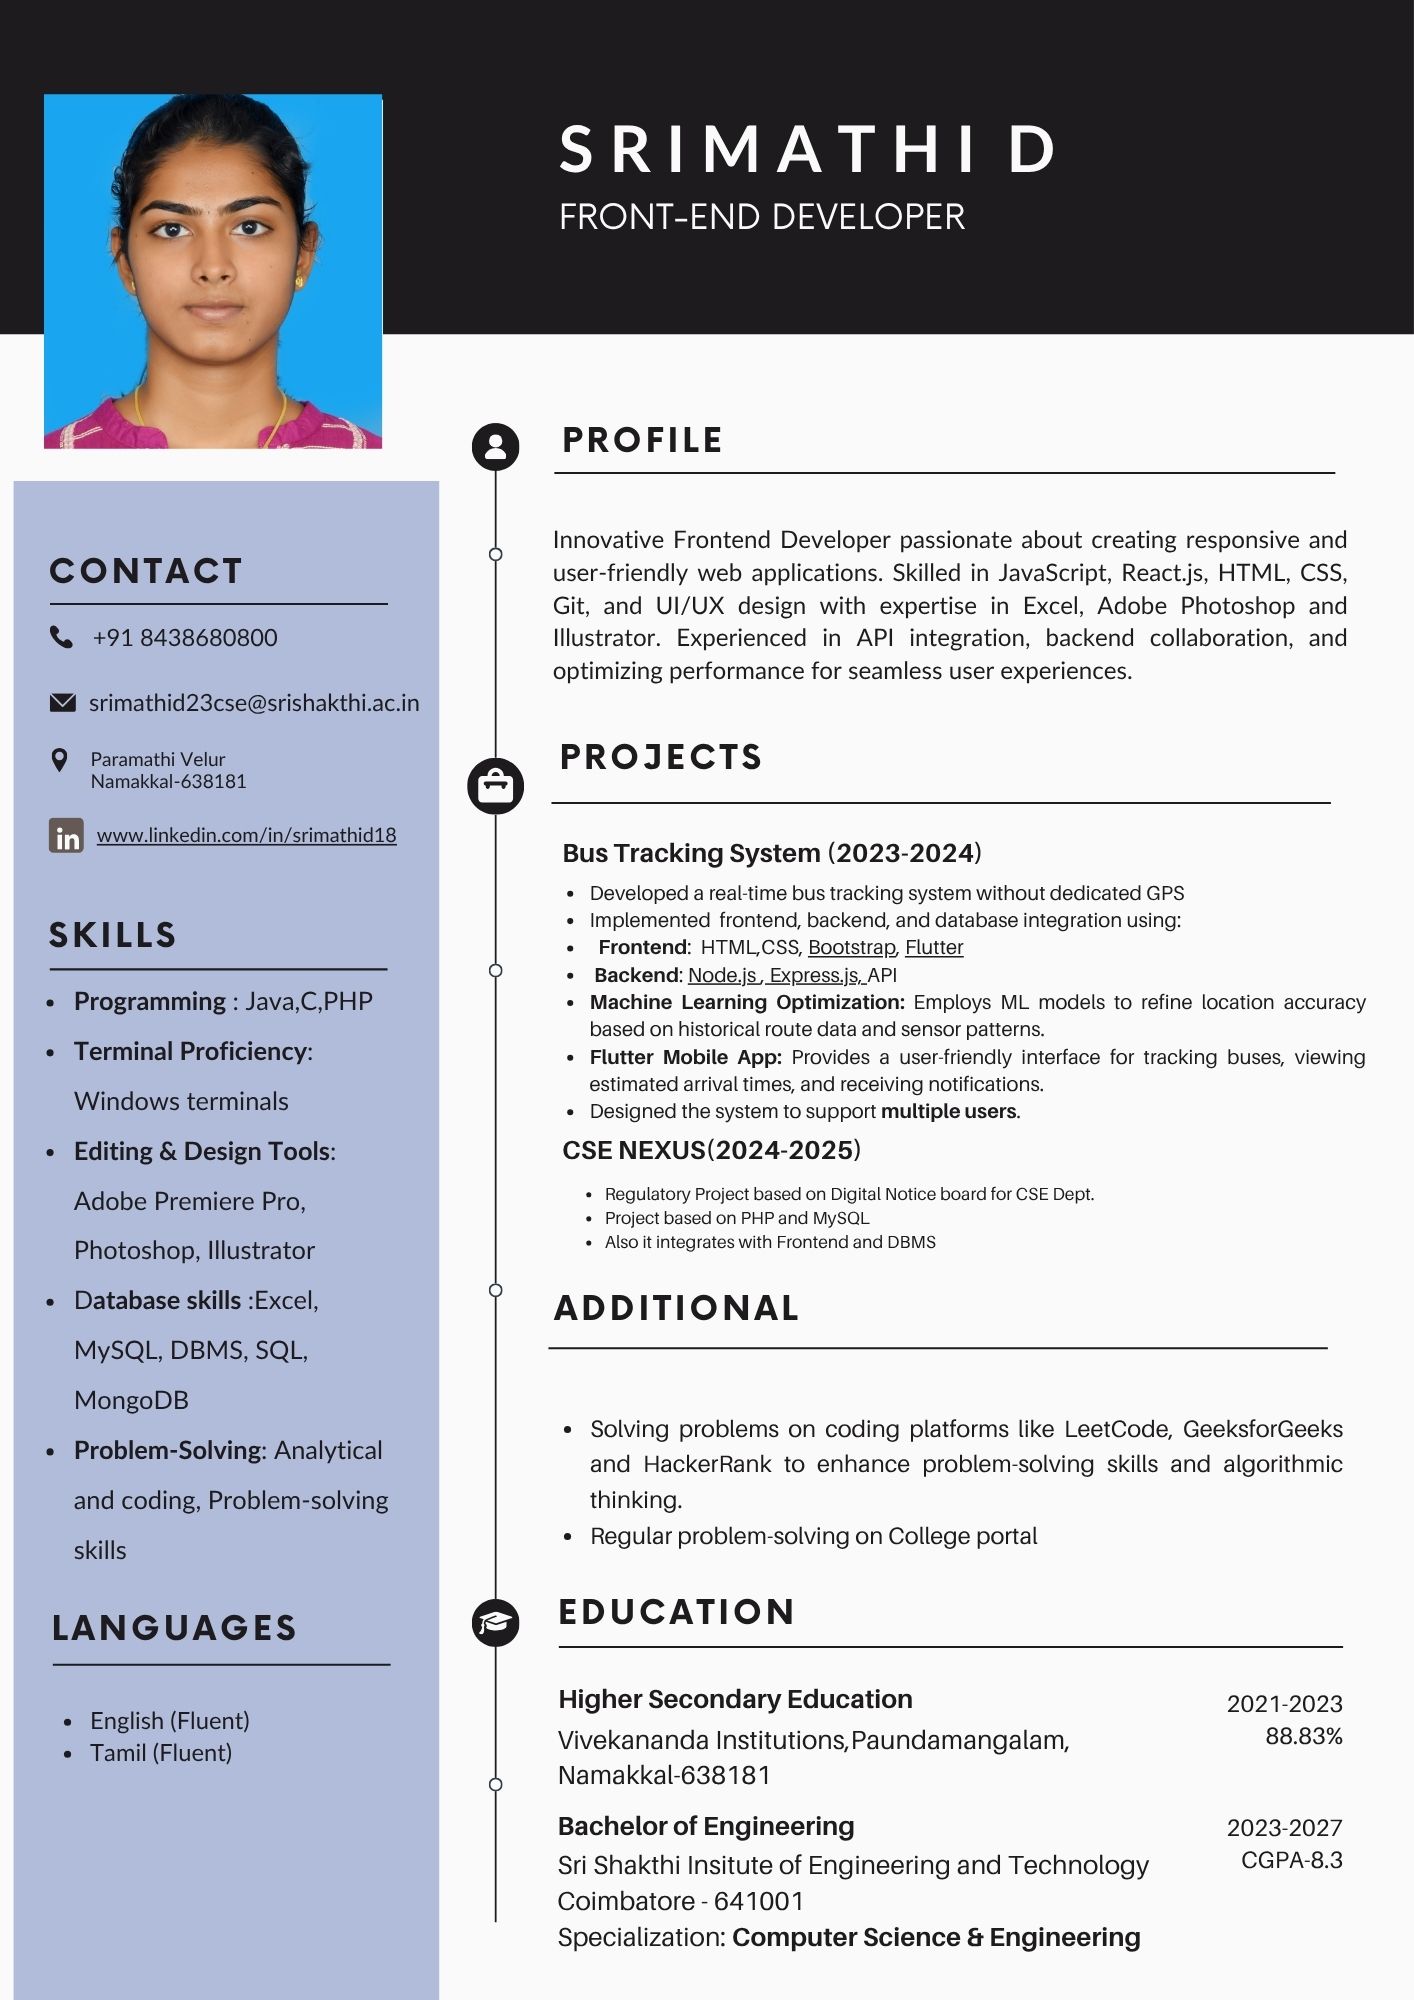 SRIMATHI D
FRONT-END DEVELOPER
CONTACT
+91 8438680800
srimathid23cse@srishakthi.ac.in
Paramathi Velur
Namakkal-638181
in www.linkedin.com/in/srimathid18
SKILLS
• Programming : Java,C,PHP
• Terminal Proficiency:
Windows terminals
• Editing & Design Tools:
Adobe Premiere Pro,
Photoshop, Illustrator
• Database skills :Excel,
MySQL, DBMS, SQL,
MongoDB
• Problem-Solving: Analytical
and coding, Problem-solving
skills
LANGUAGES
• English (Fluent)
• Tamil (Fluent)
PROFILE
Innovative Frontend Developer passionate about creating responsive and
user-friendly web applications. Skilled in JavaScript, React.js, HTML, CSS,
Git, and UI/UX design with expertise in Excel, Adobe Photoshop and
Illustrator. Experienced in API integration, backend collaboration, and
optimizing performance for seamless user experiences.
PROJECTS
Bus Tracking System (2023-2024)
• Developed a real-time bus tracking system without dedicated GPS
• Implemented frontend, backend, and database integration using:
• Frontend: HTML,CSS, Bootstrap, Flutter
• Backend: Node.js , Express.js, API
• Machine Learning Optimization: Employs ML models to refine location accuracy
based on historical route data and sensor patterns.
• Flutter Mobile App: Provides a user-friendly interface for tracking buses, viewing
estimated arrival times, and receiving notifications.
• Designed the system to support multiple users.
CSE NEXUS(2024-2025)
• Regulatory Project based on Digital Notice board for CSE Dept.
• Project based on PHP and MySQL
• Also it integrates with Frontend and DBMS
ADDITIONAL
• Solving problems on coding platforms like LeetCode, GeeksforGeeks
and HackerRank to enhance problem-solving skills and algorithmic
thinking.
• Regular problem-solving on College portal
EDUCATION
Higher Secondary Education 2021-2023
Vivekananda Institutions,Paundamangalam, 88.83%
Namakkal-638181
Bachelor of Engineering 2023-2027
Sri Shakthi Insitute of Engineering and Technology CGPA-8.3
Coimbatore - 641001
Specialization: Computer Science & Engineering